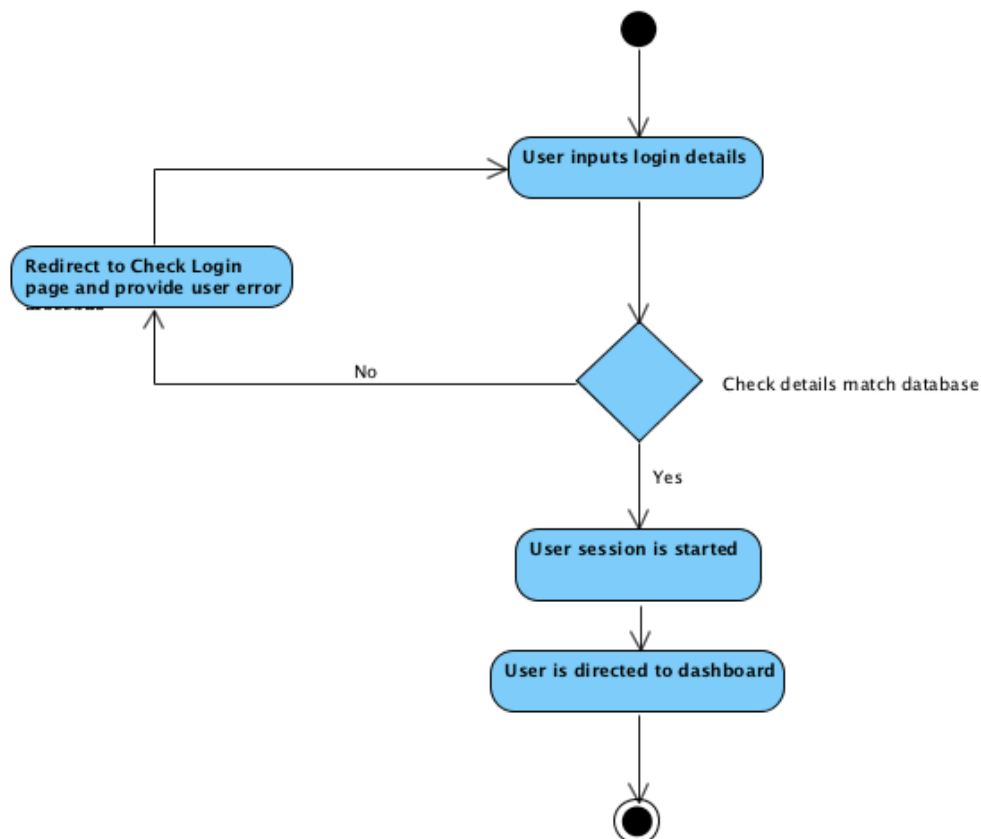 User inputs login details
Redirect to Check Login
page and provide user error
No
Check details match database
Yes
User session is started
User is directed to dashboard